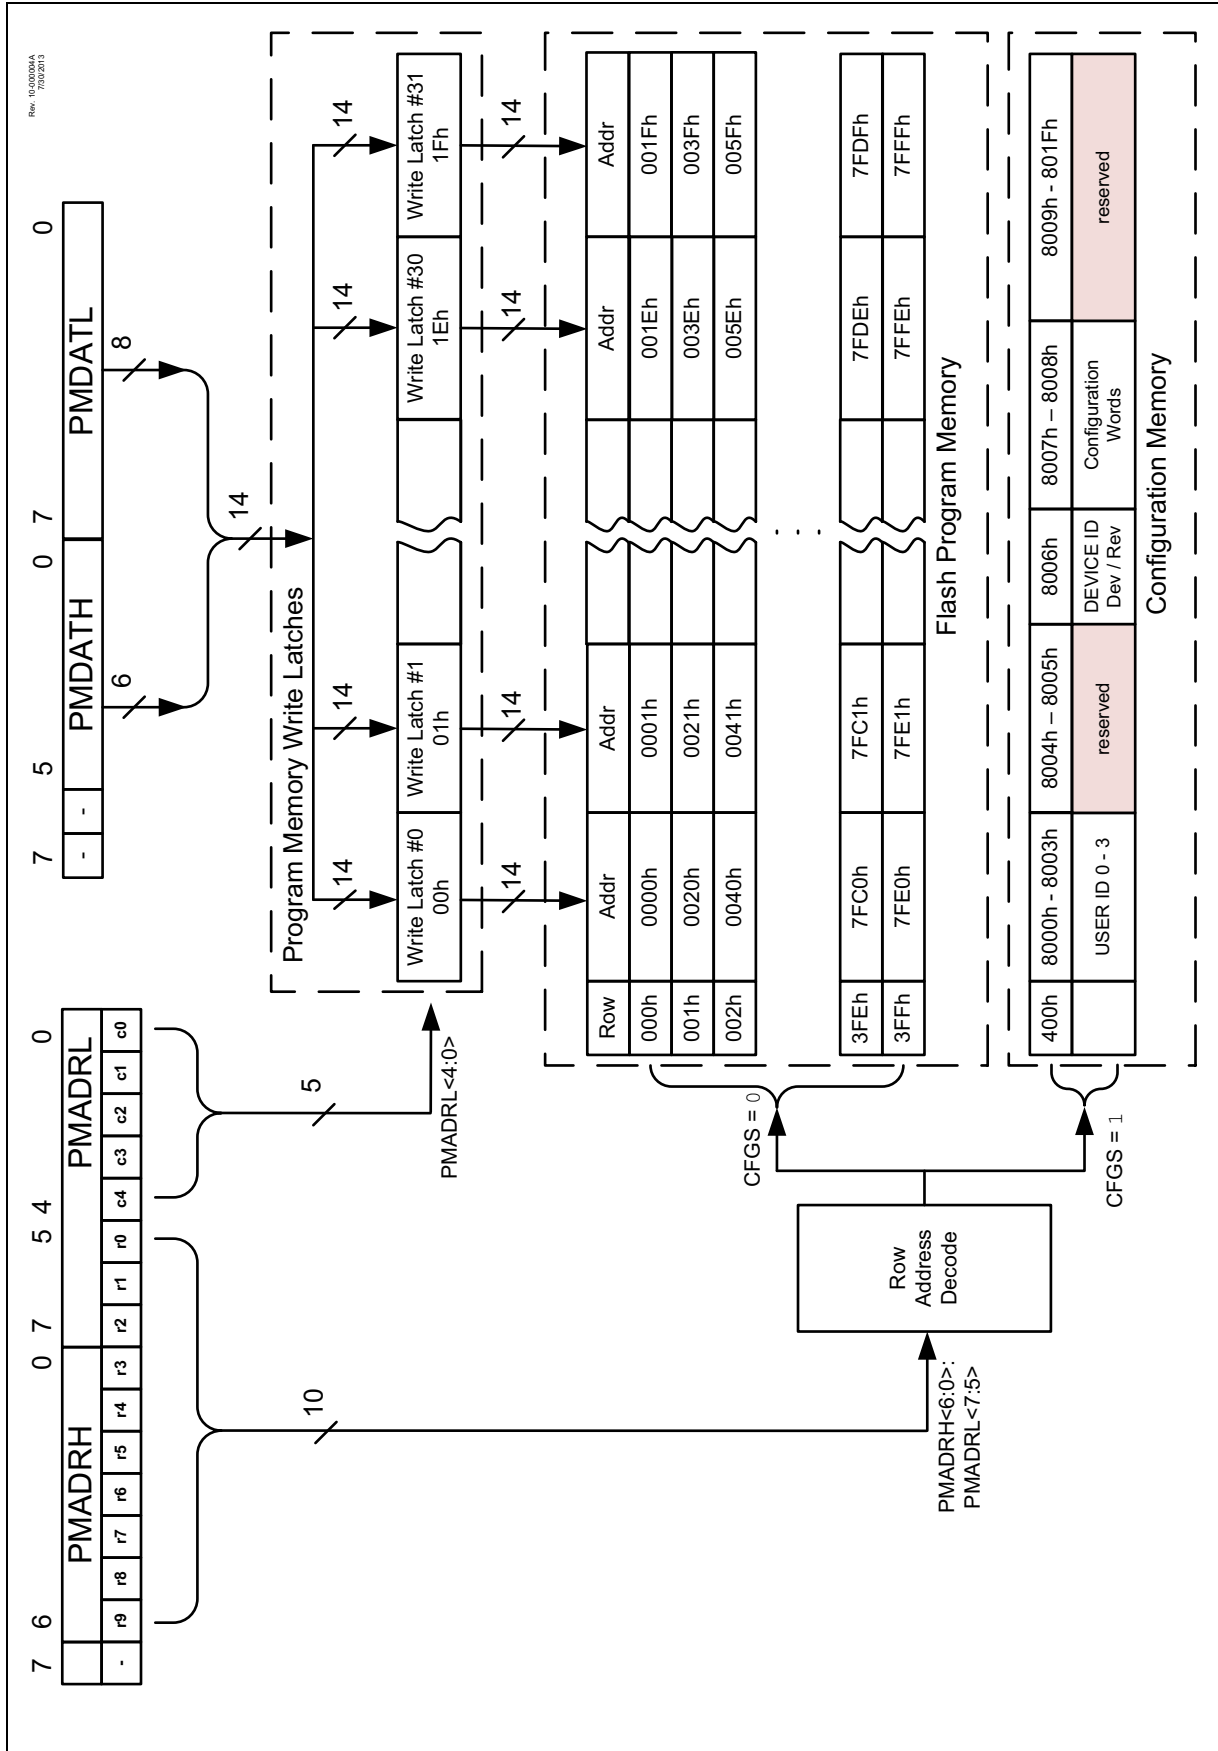 Rev. 10-000004A
7/30/2013
7 6 0 7 5 4 0
PMADRH PMADRL
- r9 r8 r7 r6 r5 r4 r3 r2 r1 r0 c4 c3 c2 c1 c0
7 5 0 7 0
- - PMDATH PMDATL
6 8
14
10
5
PMADRL<4:0>
Program Memory Write Latches
14 14 14 14
Write Latch #0 Write Latch #1 Write Latch #30 Write Latch #31
00h 01h 1Eh 1Fh
14 14 14 14
Row Addr Addr Addr Addr
000h 0000h 0001h 001Eh 001Fh
001h 0020h 0021h 003Eh 003Fh
002h 0040h 0041h 005Eh 005Fh
. . . .
3FEh 7FC0h 7FC1h 7FDEh 7FDFh
3FFh 7FE0h 7FE1h 7FFEh 7FFFh
Flash Program Memory
CFGS = 0
Row
Address
Decode
PMADRH<6:0>:
PMADRL<7:5>
CFGS = 1
400h 8000h - 8003h 8004h – 8005h 8006h 8007h – 8008h 8009h - 801Fh
USER ID 0 - 3 reserved DEVICE ID Configuration reserved
Dev / Rev Words
Configuration Memory